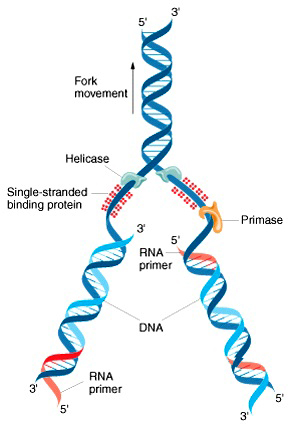 3'
5'
Fork
movement
Helicase
Single-stranded
binding protein
Primase
3'
5'
RNA
primer
DNA
RNA
primer
3'
5'
3'
5'